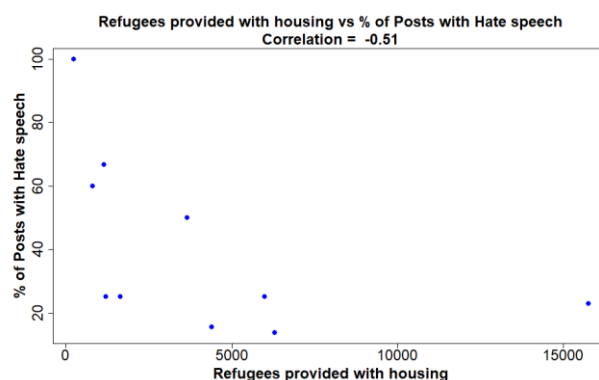 Refugees provided with housing vs % of Posts with Hate speech
Correlation = -0.51
% of Posts with Hate speech
100
80
60
40
20
0
5000
10000
15000
Refugees provided with housing